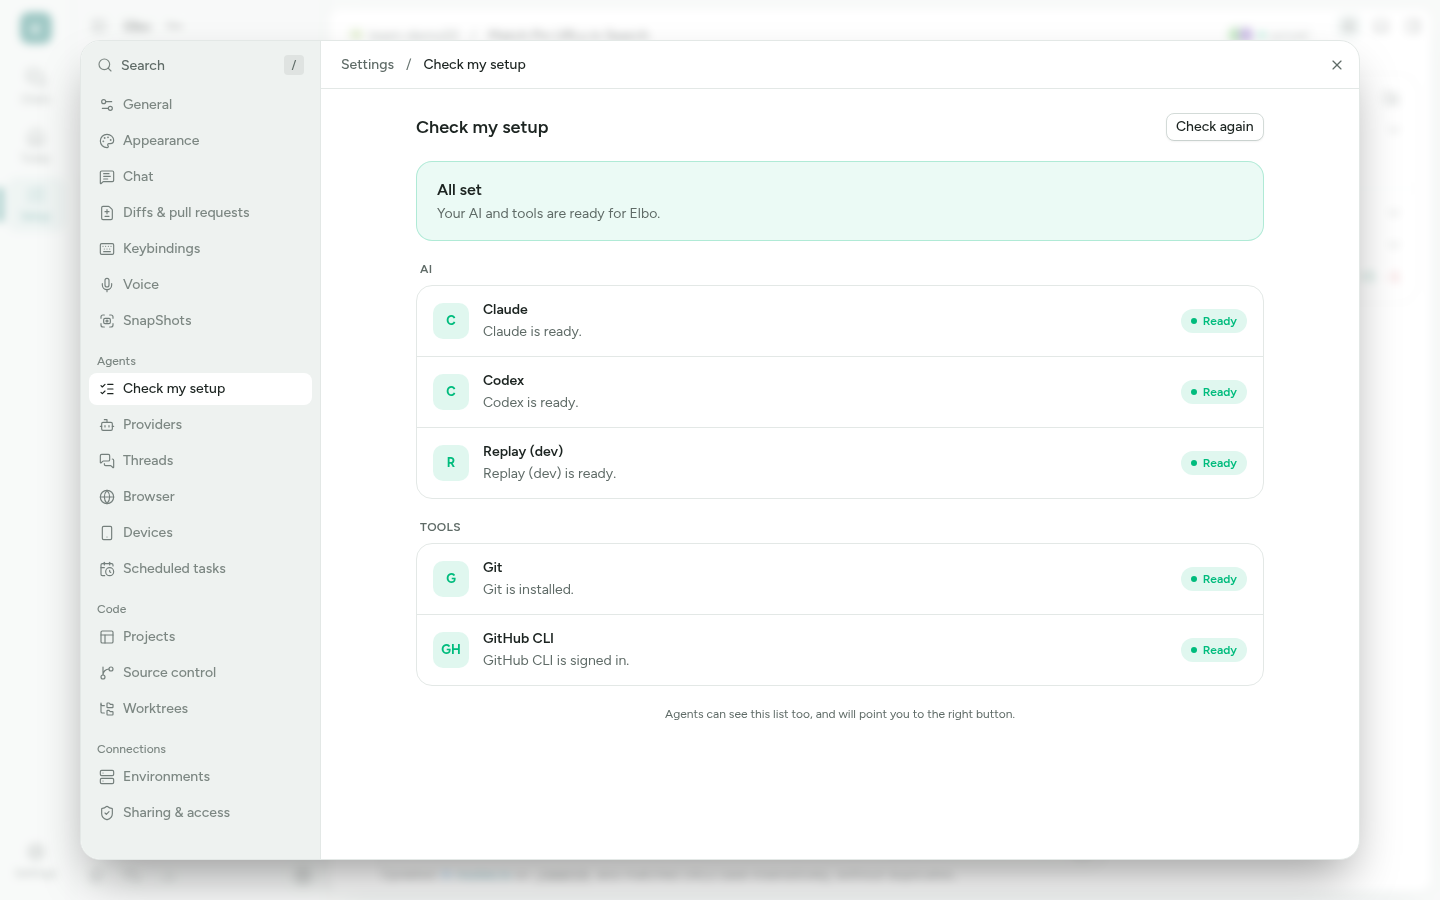 Search
/
Settings / Check my setup
General
Appearance
Chat
Diffs & pull requests
Keybindings
Voice
SnapShots
Agents
Check my setup
Providers
Threads
Browser
Devices
Scheduled tasks
Code
Projects
Source control
Worktrees
Connections
Environments
Sharing & access
Check my setup
Check again
All set
Your AI and tools are ready for Elbo.
AI
C
Claude
Claude is ready.
Ready
C
Codex
Codex is ready.
Ready
R
Replay (dev)
Replay (dev) is ready.
Ready
TOOLS
G
Git
Git is installed.
Ready
GH
GitHub CLI
GitHub CLI is signed in.
Ready
Agents can see this list too, and will point you to the right button.